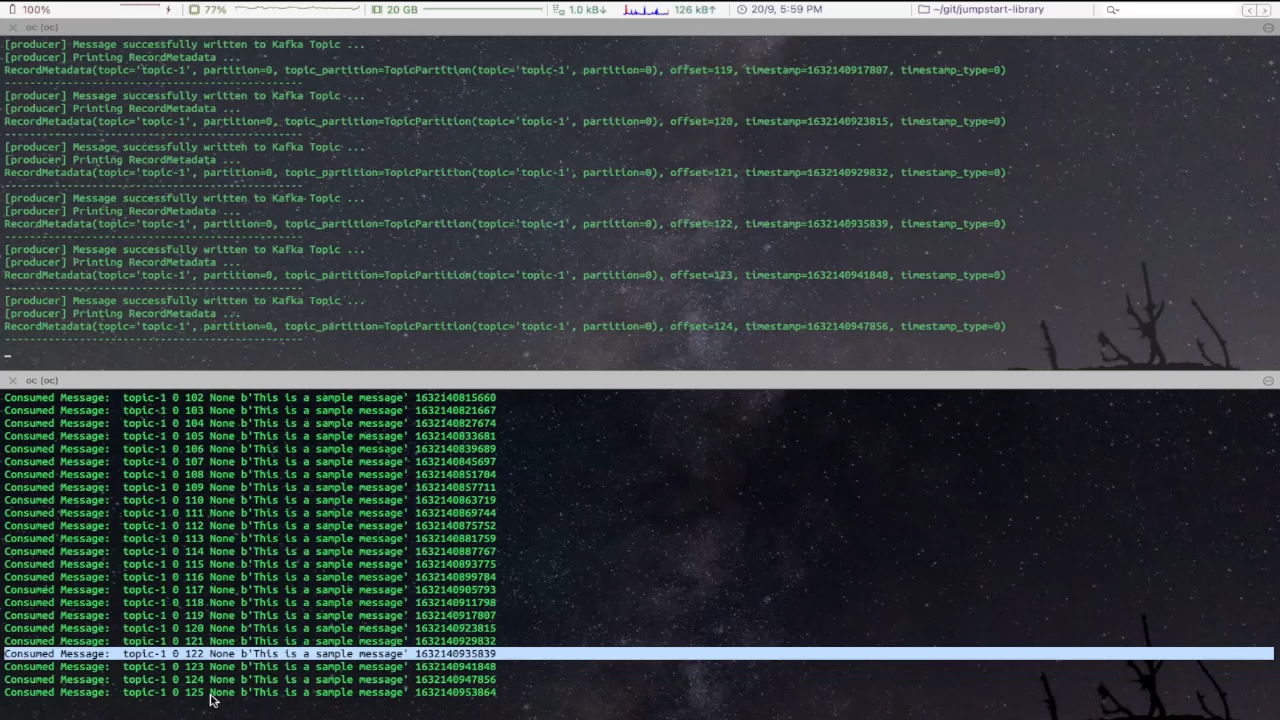 100% 77% 20 GB 1.0 kB↓ 126 kB↑ 20/9, 5:59 PM ~/git/jumpstart-library
oc (oc)
[producer] Message successfully written to Kafka Topic ...
[producer] Printing RecordMetadata ...
RecordMetadata(topic='topic-1', partition=0, topic_partition=TopicPartition(topic='topic-1', partition=0), offset=119, timestamp=1632140917807, timestamp_type=0)
---------------------------------------------------------
[producer] Message successfully written to Kafka Topic ...
[producer] Printing RecordMetadata ...
RecordMetadata(topic='topic-1', partition=0, topic_partition=TopicPartition(topic='topic-1', partition=0), offset=120, timestamp=1632140923815, timestamp_type=0)
---------------------------------------------------------
[producer] Message successfully written to Kafka Topic ...
[producer] Printing RecordMetadata ...
RecordMetadata(topic='topic-1', partition=0, topic_partition=TopicPartition(topic='topic-1', partition=0), offset=121, timestamp=1632140929832, timestamp_type=0)
---------------------------------------------------------
[producer] Message successfully written to Kafka Topic ...
[producer] Printing RecordMetadata ...
RecordMetadata(topic='topic-1', partition=0, topic_partition=TopicPartition(topic='topic-1', partition=0), offset=122, timestamp=1632140935839, timestamp_type=0)
---------------------------------------------------------
[producer] Message successfully written to Kafka Topic ...
[producer] Printing RecordMetadata ...
RecordMetadata(topic='topic-1', partition=0, topic_partition=TopicPartition(topic='topic-1', partition=0), offset=123, timestamp=1632140941848, timestamp_type=0)
---------------------------------------------------------
[producer] Message successfully written to Kafka Topic ...
[producer] Printing RecordMetadata ...
RecordMetadata(topic='topic-1', partition=0, topic_partition=TopicPartition(topic='topic-1', partition=0), offset=124, timestamp=1632140947856, timestamp_type=0)
---------------------------------------------------------
oc (oc)
Consumed Message:  topic-1 0 102 None b'This is a sample message' 1632140815660
Consumed Message:  topic-1 0 103 None b'This is a sample message' 1632140821667
Consumed Message:  topic-1 0 104 None b'This is a sample message' 1632140827674
Consumed Message:  topic-1 0 105 None b'This is a sample message' 1632140833681
Consumed Message:  topic-1 0 106 None b'This is a sample message' 1632140839689
Consumed Message:  topic-1 0 107 None b'This is a sample message' 1632140845697
Consumed Message:  topic-1 0 108 None b'This is a sample message' 1632140851704
Consumed Message:  topic-1 0 109 None b'This is a sample message' 1632140857711
Consumed Message:  topic-1 0 110 None b'This is a sample message' 1632140863719
Consumed Message:  topic-1 0 111 None b'This is a sample message' 1632140869744
Consumed Message:  topic-1 0 112 None b'This is a sample message' 1632140875752
Consumed Message:  topic-1 0 113 None b'This is a sample message' 1632140881759
Consumed Message:  topic-1 0 114 None b'This is a sample message' 1632140887767
Consumed Message:  topic-1 0 115 None b'This is a sample message' 1632140893775
Consumed Message:  topic-1 0 116 None b'This is a sample message' 1632140899784
Consumed Message:  topic-1 0 117 None b'This is a sample message' 1632140905793
Consumed Message:  topic-1 0 118 None b'This is a sample message' 1632140911798
Consumed Message:  topic-1 0 119 None b'This is a sample message' 1632140917807
Consumed Message:  topic-1 0 120 None b'This is a sample message' 1632140923815
Consumed Message:  topic-1 0 121 None b'This is a sample message' 1632140929832
Consumed Message:  topic-1 0 122 None b'This is a sample message' 1632140935839
Consumed Message:  topic-1 0 123 None b'This is a sample message' 1632140941848
Consumed Message:  topic-1 0 124 None b'This is a sample message' 1632140947856
Consumed Message:  topic-1 0 125 None b'This is a sample message' 1632140953864